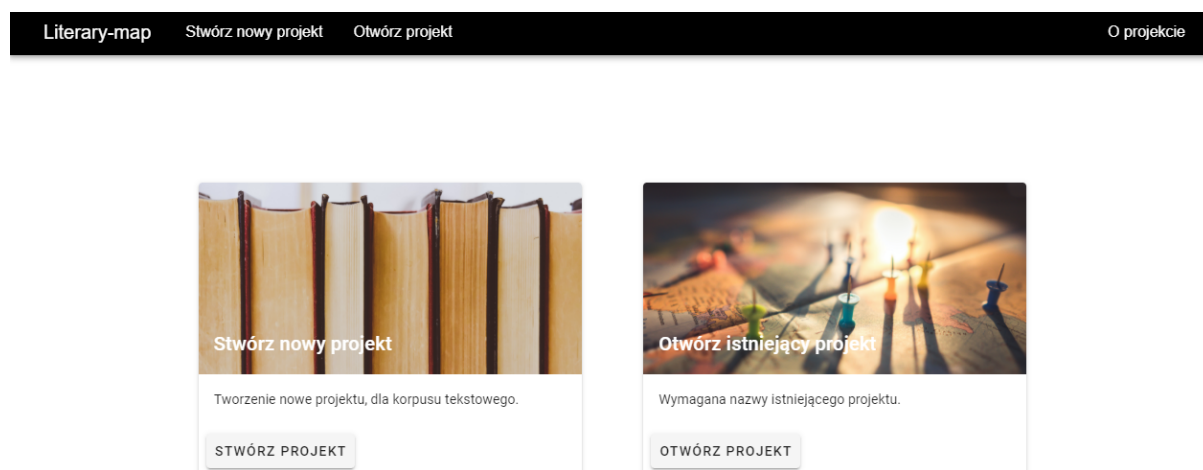 Literary-map Stwórz nowy projekt Otwórz projekt O projekcie
Stwórz nowy projekt
Tworzenie nowe projektu, dla korpusu tekstowego.
STWÓRZ PROJEKT
Otwórz istniejący projekt
Wymagana nazwy istniejącego projektu.
OTWÓRZ PROJEKT